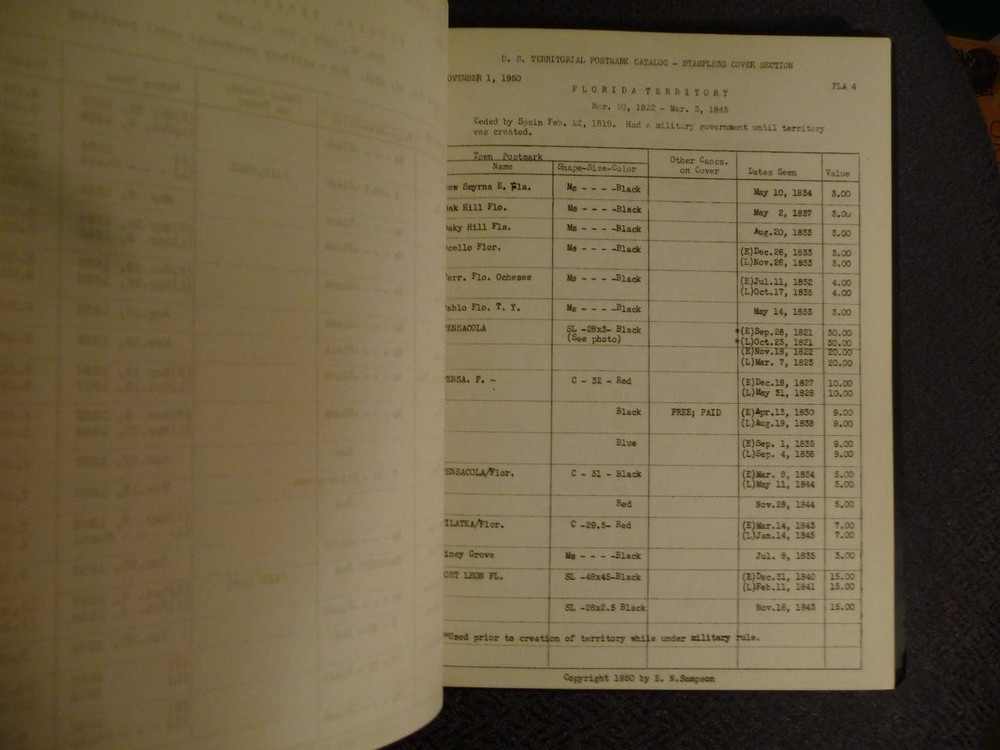 U. S. TERRITORIAL POSTMARK CATALOG - STAMPLESS COVER SECTION
OVEMBER 1, 1950
FLA 4
F L O R I D A T E R R I T O R Y
Mar. 1822 - Mar. 3, 1845
Ceded by Spain Feb. 22, 1819. Had a military government until territory
was created.
Town Postmark Other Cancs.
Name Shape-Size-Color on Cover Dates Seen Value
ew Smyrna E. Fla. Ms - - - -Black May 10, 1834 3.00
ak Hill Flo. Ms - - - -Black May 2, 1837 3.00
aky Hill Fla. Ms - - - -Black Aug.20, 1833 3.00
cello Flor. Ms - - - -Black (E)Dec.26, 1833 3.00
(L)Nov.26, 1833 3.00
err. Flo. Ochesee Ms - - - -Black (E)Jul.11, 1832 4.00
(L)Oct.17, 1835 4.00
ablo Flo. T. Y. Ms - - - -Black May 14, 1833 3.00
ENSACOLA SL -28x3- Black *(E)Sep.28, 1821 30.00
(See photo) *(L)Oct.23, 1821 30.00
(E)Nov.18, 1822 20.00
(L)Mar. 7, 1823 20.00
ENSA. F. - C - 32 - Red (E)Dec.18, 1827 10.00
(L)May 31, 1828 10.00
Black FREE; PAID (E)Apr.13, 1830 9.00
(L)Aug.19, 1838 9.00
Blue (E)Sep. 1, 1835 9.00
(L)Sep. 4, 1836 9.00
ENSACOLA/Flor. C - 31 - Black (E)Mar. 8, 1834 5.00
(L)May 11, 1844 5.00
Red Nov.28, 1844 5.00
ILATKA/Flor. C -29.5- Red (E)Mar.14, 1843 7.00
(L)Jan.14, 1845 7.00
iney Grove Ms - - - -Black Jul. 8, 1835 3.00
ORT LEON FL. SL -48x45-Black (E)Dec.31, 1840 15.00
(L)Feb.11, 1841 15.00
SL -28x2.5 Black Nov.16, 1843 15.00
*Used prior to creation of territory while under military rule.
Copyright 1950 by E. N.Sampson